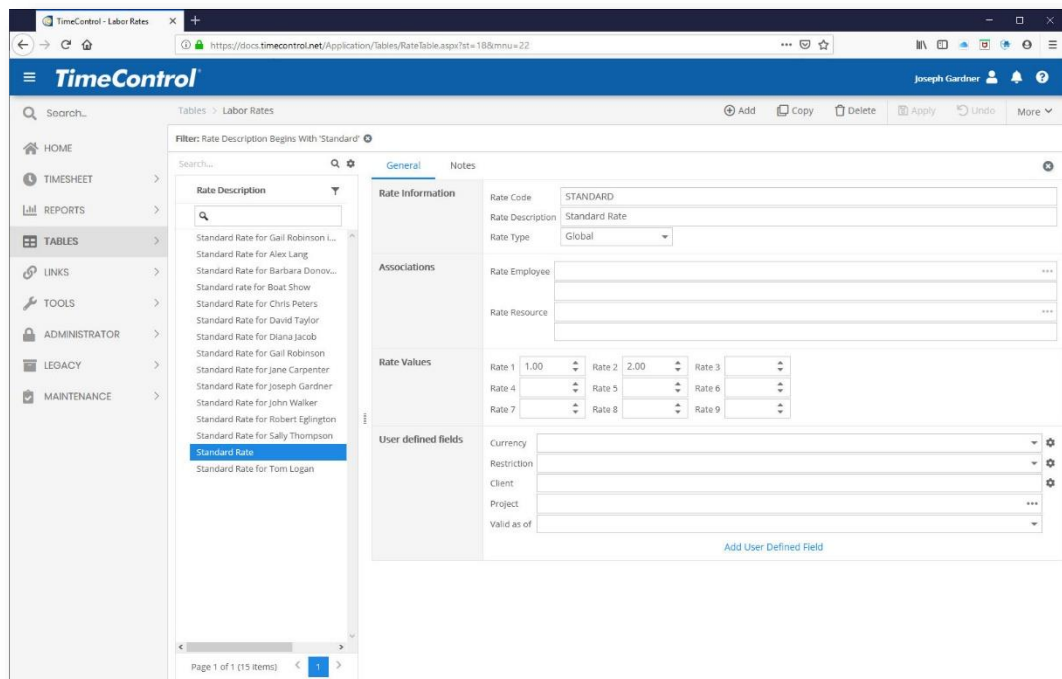 TimeControl - Labor Rates
https://docs.timecontrol.net/Application/Tables/RateTable.aspx?st=18&mnu=22
TimeControl
Joseph Gardner
Search...
Tables > Labor Rates
Add Copy Delete Apply Undo More
Filter: Rate Description Begins With 'Standard'
HOME
TIMESHEET
REPORTS
TABLES
LINKS
TOOLS
ADMINISTRATOR
LEGACY
MAINTENANCE
Search...
Rate Description
Standard Rate for Gail Robinson i...
Standard Rate for Alex Lang
Standard Rate for Barbara Donov...
Standard rate for Boat Show
Standard Rate for Chris Peters
Standard Rate for David Taylor
Standard Rate for Diana Jacob
Standard Rate for Gail Robinson
Standard Rate for Jane Carpenter
Standard Rate for Joseph Gardner
Standard Rate for John Walker
Standard Rate for Robert Eglington
Standard Rate for Sally Thompson
Standard Rate
Standard Rate for Tom Logan
Page 1 of 1 (15 items) < 1 >
General Notes
Rate Information
Rate Code STANDARD
Rate Description Standard Rate
Rate Type Global
Associations
Rate Employee
Rate Resource
Rate Values
Rate 1 1.00 Rate 2 2.00 Rate 3
Rate 4 Rate 5 Rate 6
Rate 7 Rate 8 Rate 9
User defined fields
Currency
Restriction
Client
Project
Valid as of
Add User Defined Field